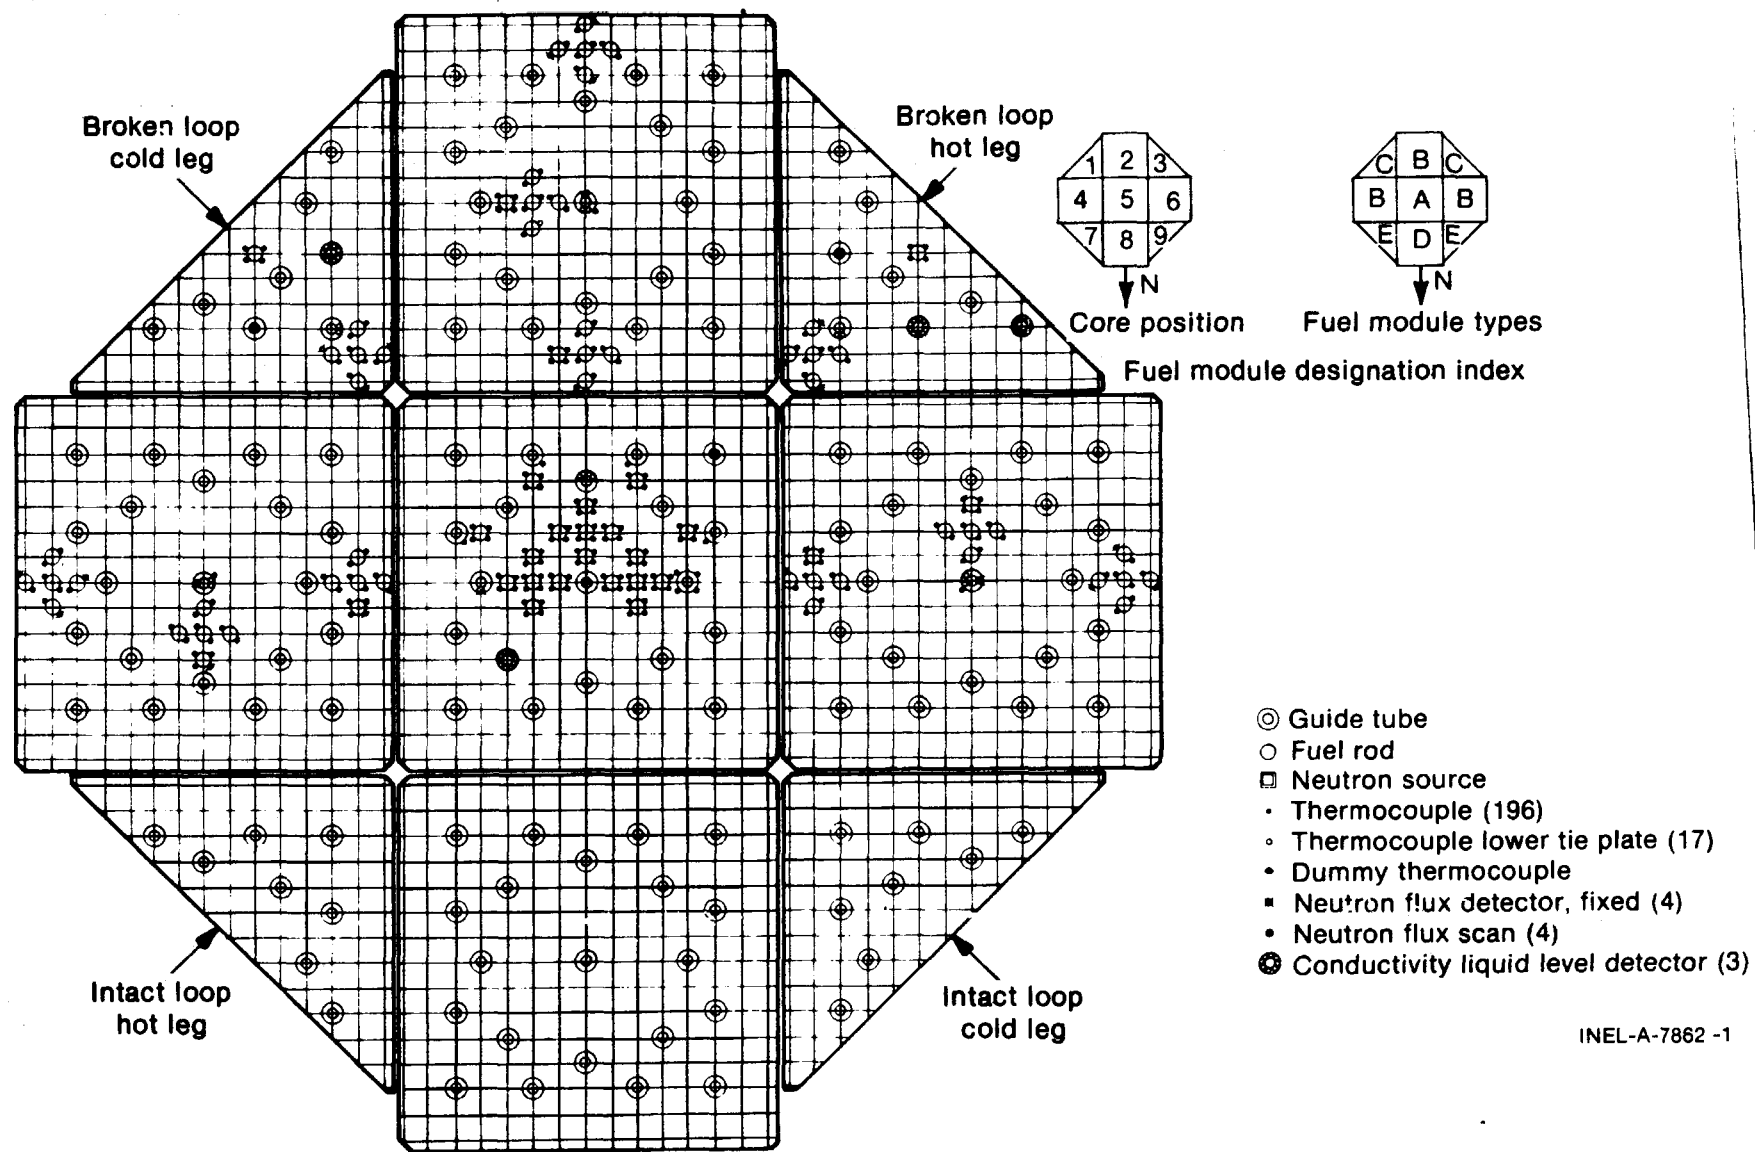 Broken loop
cold leg
Broken loop
hot leg
1 2 3
4 5 6
7 8 9
N
Core position
C B C
B A B
E D E
N
Fuel module types
Fuel module designation index
Guide tube
Fuel rod
Neutron source
Thermocouple (196)
Thermocouple lower tie plate (17)
Dummy thermocouple
Neutron flux detector, fixed (4)
Neutron flux scan (4)
Conductivity liquid level detector (3)
Intact loop
hot leg
Intact loop
cold leg
INEL-A-7862 -1